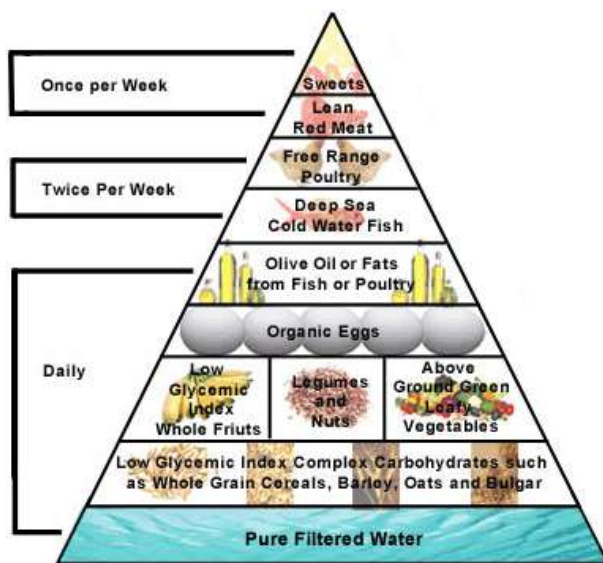 Once per Week
Sweets
Lean
Red Meat
Twice Per Week
Free Range
Poultry
Deep Sea
Cold Water Fish
Daily
Olive Oil or Fats
from Fish or Poultry
Organic Eggs
Low
Glycemic
Index
Whole Friuts
Legumes
and
Nuts
Above
Ground Green
Leafy
Vegetables
Low Glycemic Index Complex Carbohydrates such
as Whole Grain Cereals, Barley, Oats and Bulgar
Pure Filtered Water